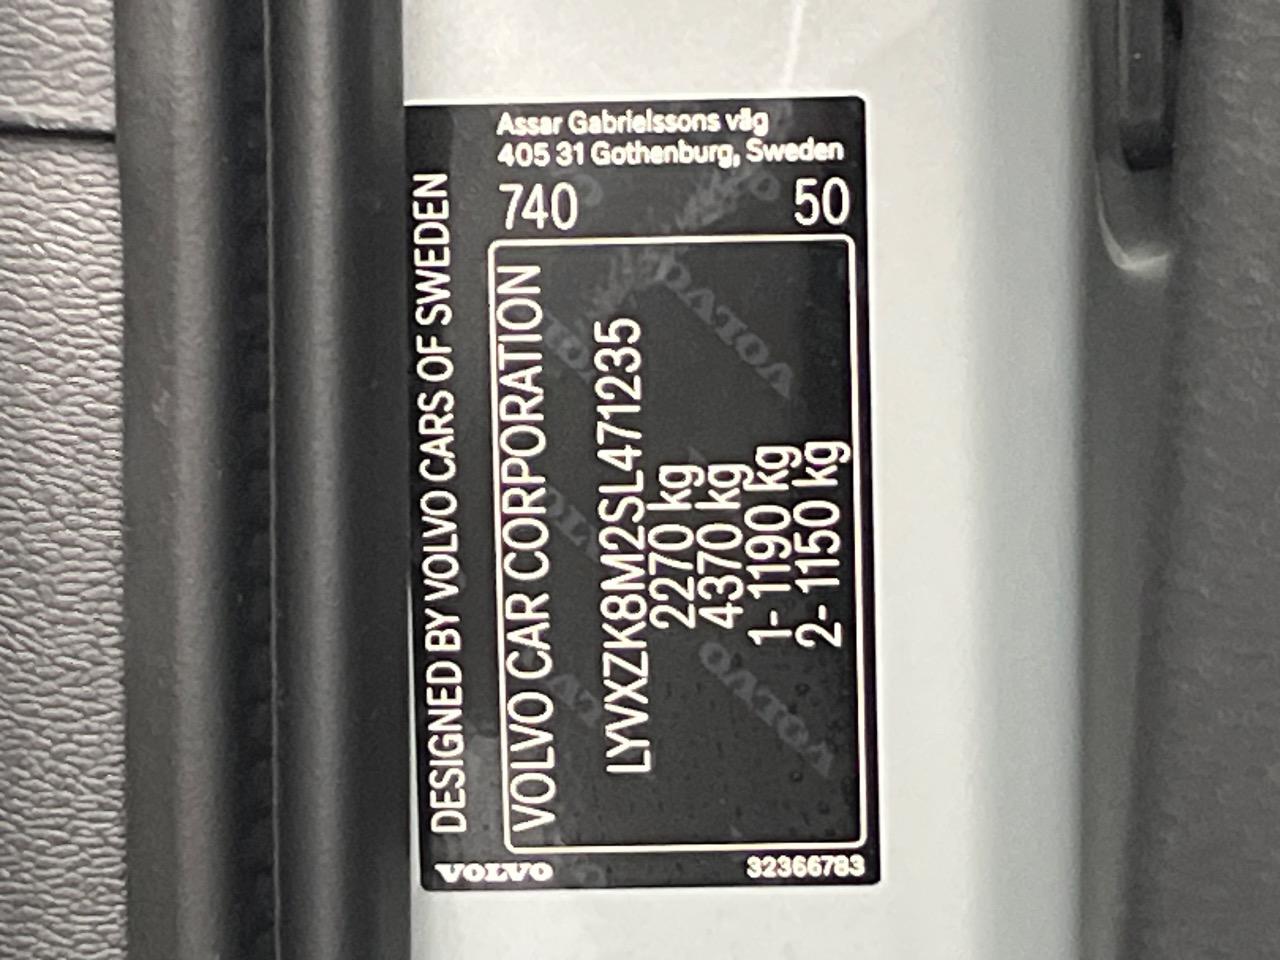 Assar Gabrielssons väg
405 31 Gothenburg, Sweden
740
50
DESIGNED BY VOLVO CARS OF SWEDEN
VOLVO CAR CORPORATION
LYVXZK8M2SL471235
2270 kg
4370 kg
1- 1190 kg
2- 1150 kg
VOLVO
32366783